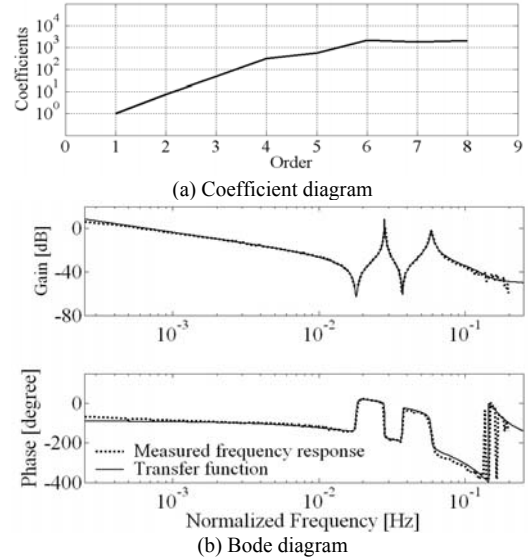 Coefficients
10^4
10^3
10^2
10^1
10^0
0 1 2 3 4 5 6 7 8 9
Order
(a) Coefficient diagram
Gain [dB]
0
-40
-80
10^-3 10^-2 10^-1
Phase [degree]
0
-200
-400
Measured frequency response
Transfer function
10^-3 10^-2 10^-1
Normalized Frequency [Hz]
(b) Bode diagram